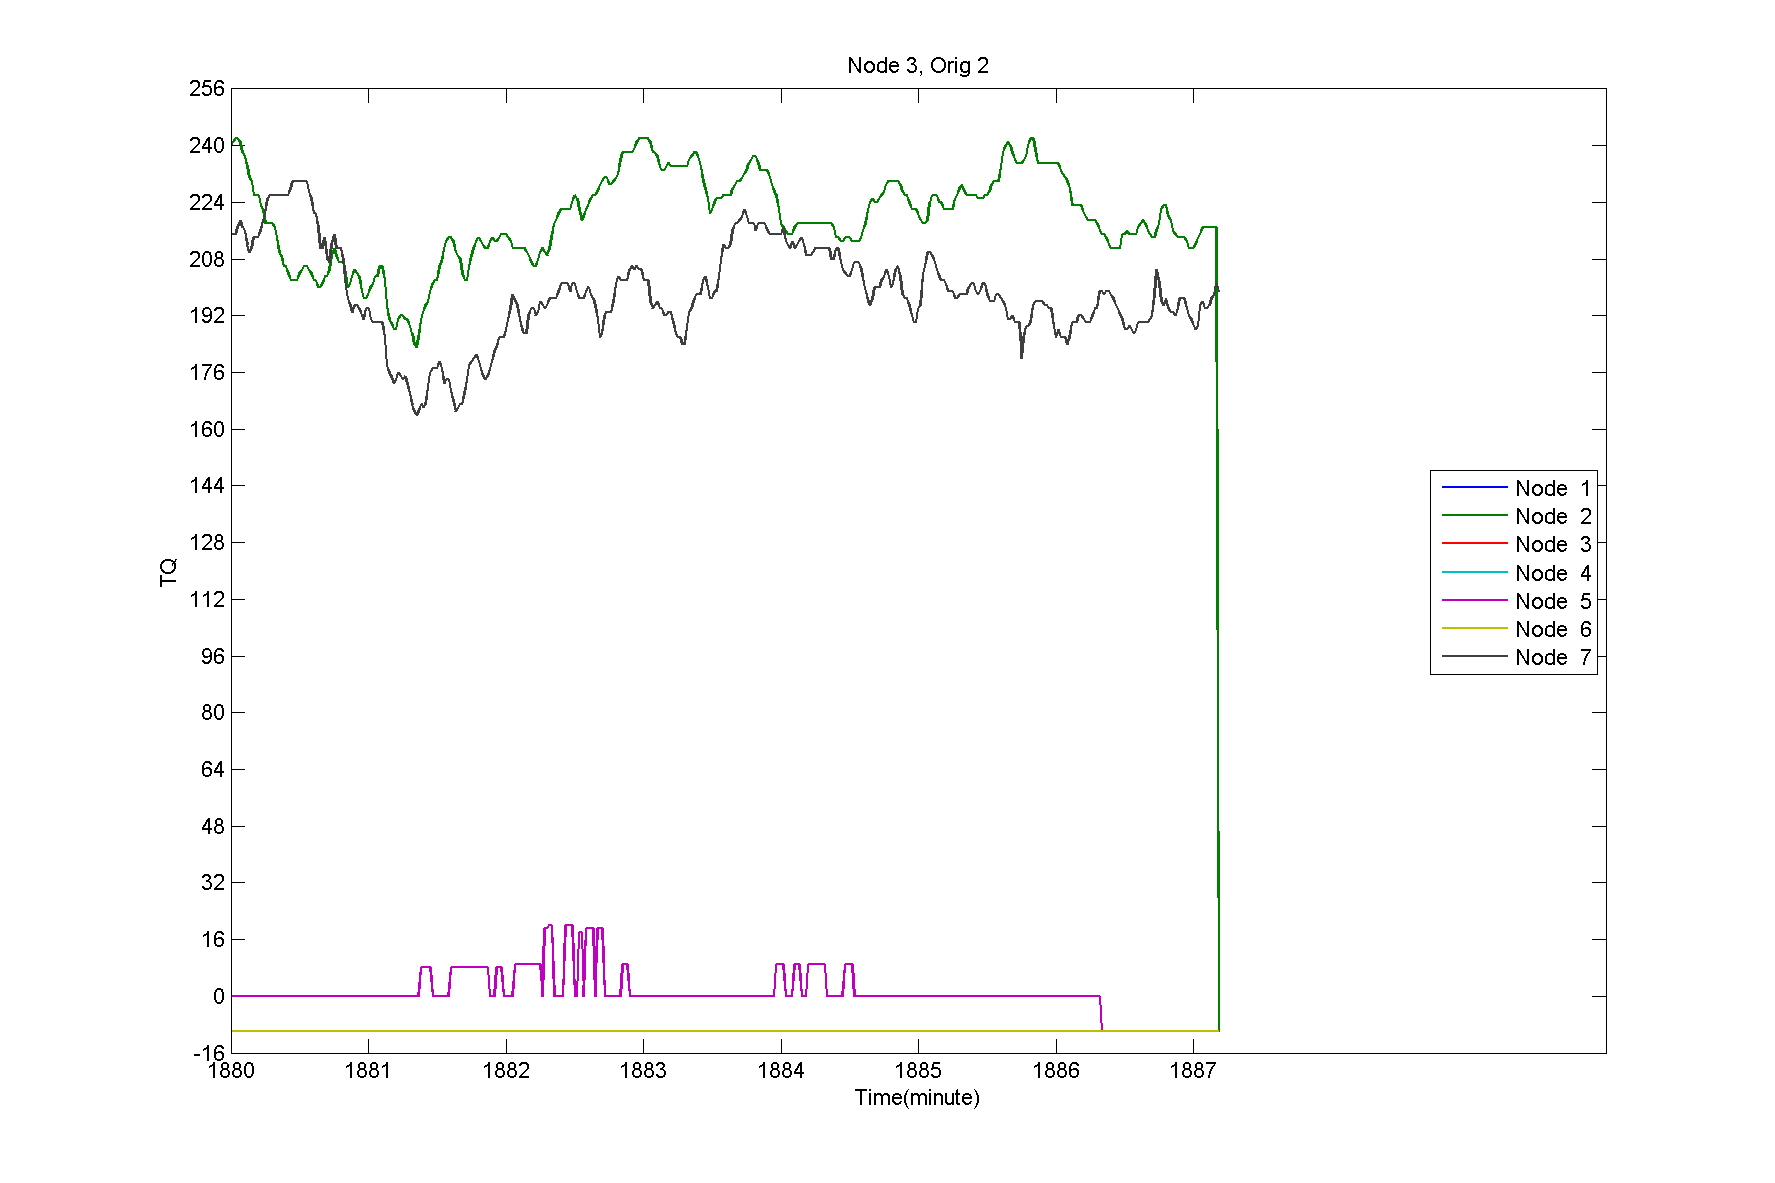 Node 3, Orig 2
256
240
224
208
192
176
160
144
128
112
96
80
64
48
32
16
0
-16
TQ
Node 1
Node 2
Node 3
Node 4
Node 5
Node 6
Node 7
1880 1881 1882 1883 1884 1885 1886 1887
Time(minute)